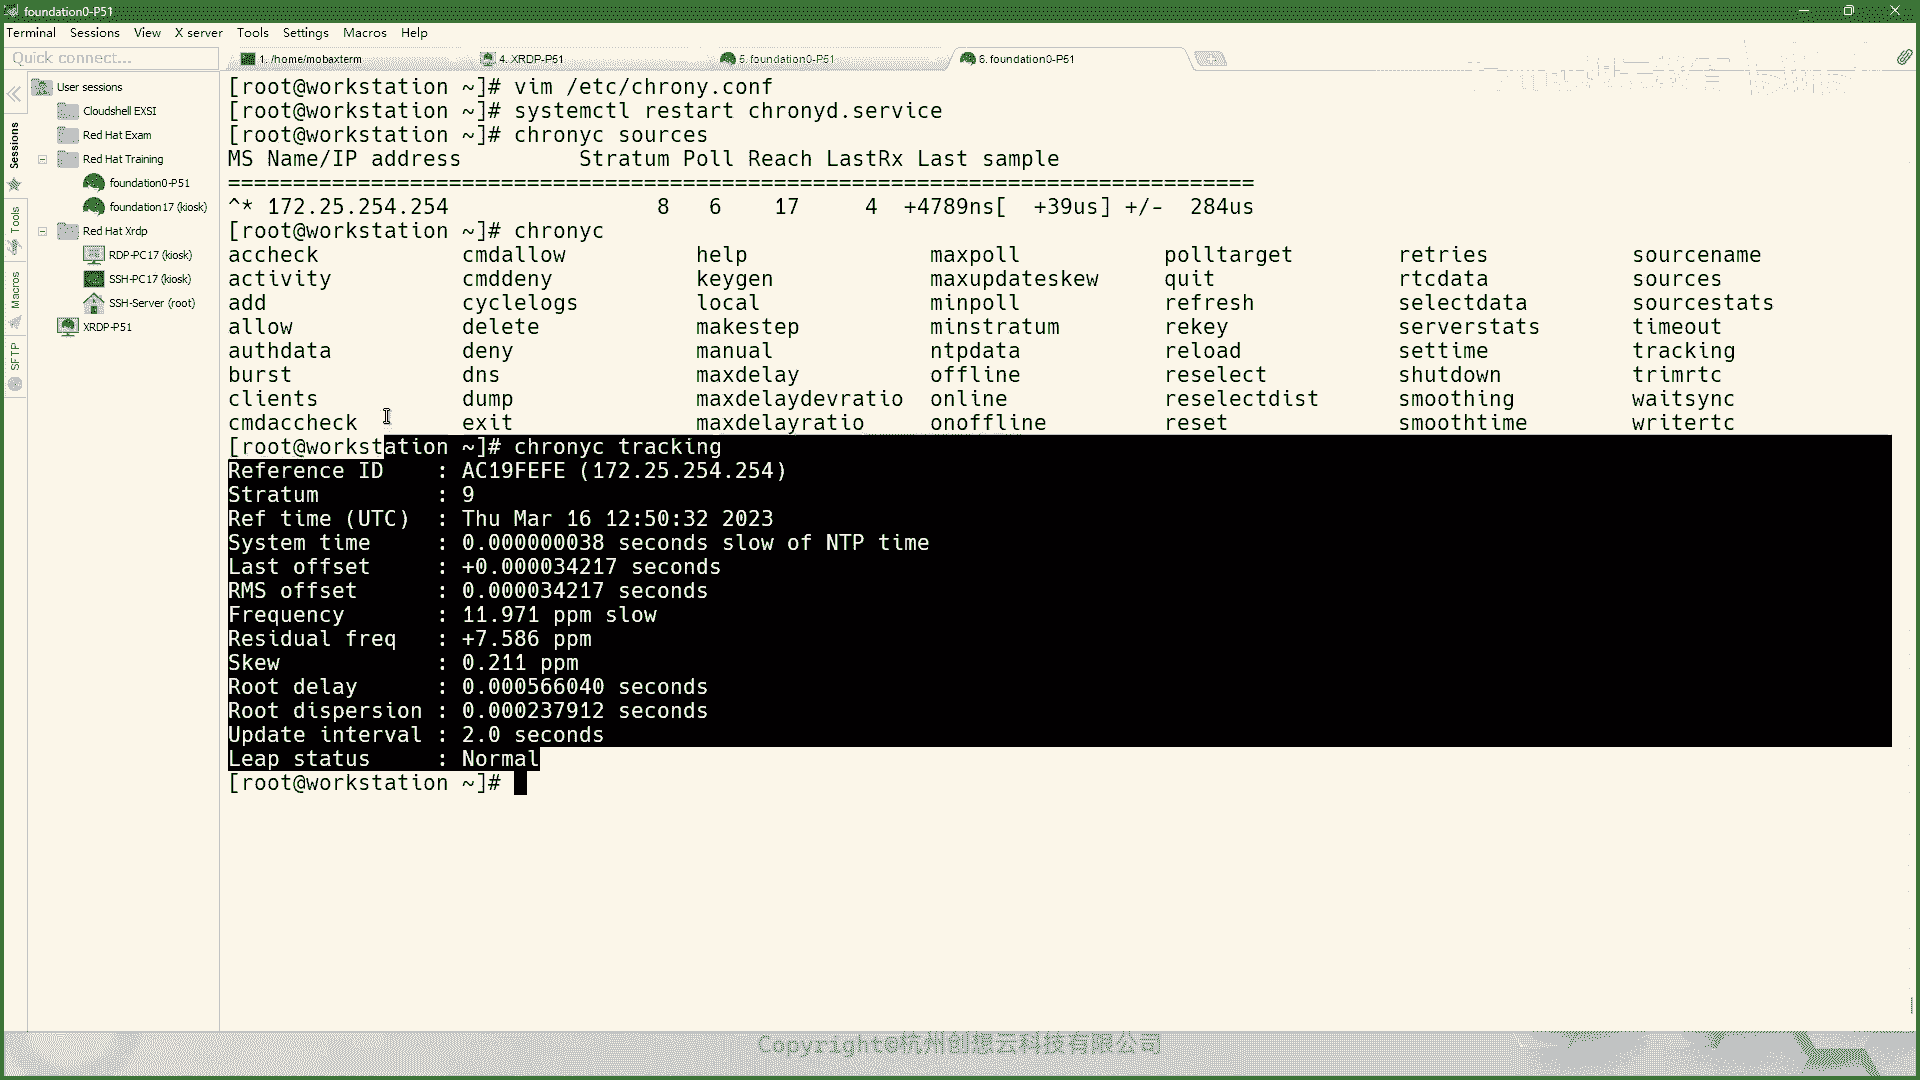 foundation0-P51
Terminal Sessions View X server Tools Settings Macros Help
Quick connect...
1. /home/mobaxterm
4. XRDP-P51
5. foundation0-P51
6. foundation0-P51
Sessions
Tools
Macros
SFTP
User sessions
Cloudshell EXSI
Red Hat Exam
Red Hat Training
foundation0-P51
foundation17 (kiosk)
Red Hat Xrdp
RDP-PC17 (kiosk)
SSH-PC17 (kiosk)
SSH-Server (root)
XRDP-P51
[root@workstation ~]# vim /etc/chrony.conf
[root@workstation ~]# systemctl restart chronyd.service
[root@workstation ~]# chronyc sources
MS Name/IP address         Stratum Poll Reach LastRx Last sample
===============================================================================
^* 172.25.254.254                8   6    17     4  +4789ns[  +39us] +/-  284us
[root@workstation ~]# chronyc
accheck cmdallow help maxpoll polltarget retries sourcename
activity cmddeny keygen maxupdateskew quit rtcdata sources
add cyclelogs local minpoll refresh selectdata sourcestats
allow delete makestep minstratum rekey serverstats timeout
authdata deny manual ntpdata reload settime tracking
burst dns maxdelay offline reselect shutdown trimrtc
clients dump maxdelaydevratio online reselectdist smoothing waitsync
cmdaccheck exit maxdelayratio onoffline reset smoothtime writertc
[root@workstation ~]# chronyc tracking
Reference ID    : AC19FEFE (172.25.254.254)
Stratum         : 9
Ref time (UTC)  : Thu Mar 16 12:50:32 2023
System time     : 0.000000038 seconds slow of NTP time
Last offset     : +0.000034217 seconds
RMS offset      : 0.000034217 seconds
Frequency       : 11.971 ppm slow
Residual freq   : +7.586 ppm
Skew            : 0.211 ppm
Root delay      : 0.000566040 seconds
Root dispersion : 0.000237912 seconds
Update interval : 2.0 seconds
Leap status     : Normal
[root@workstation ~]#
Copyright@杭州创想云科技有限公司